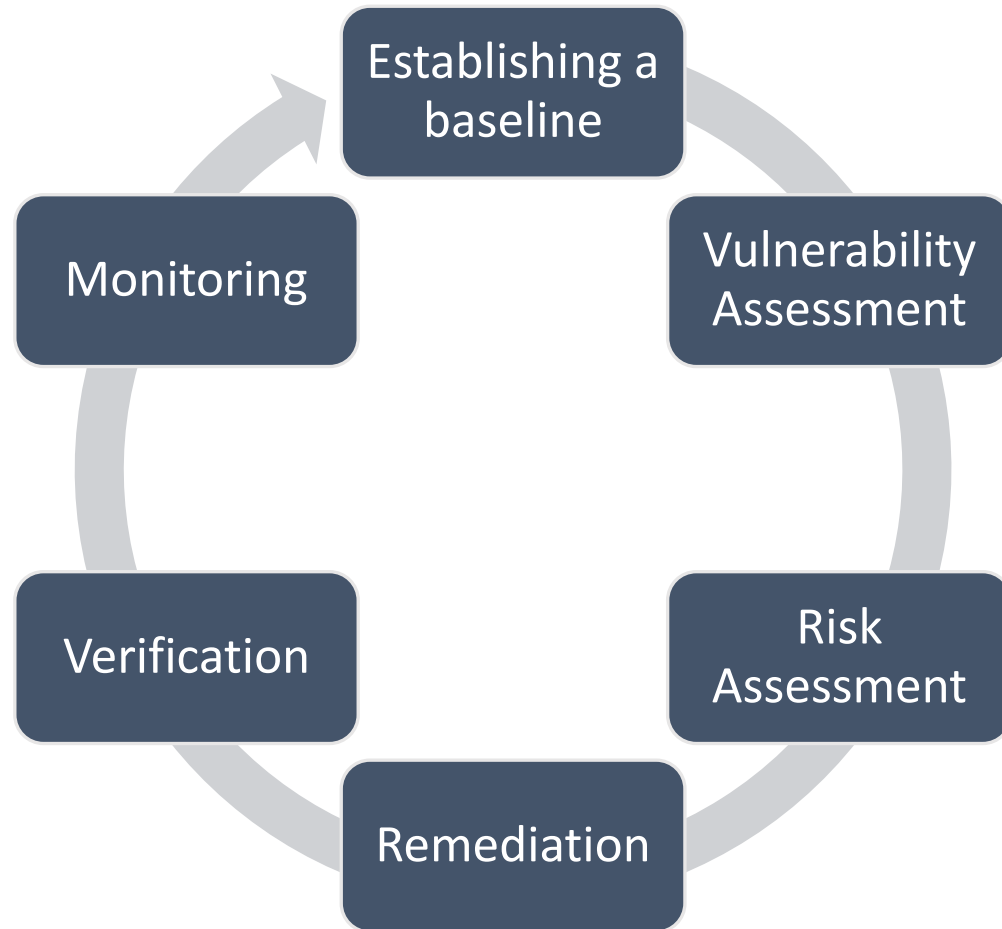 Establishing a
baseline
Vulnerability
Assessment
Risk
Assessment
Remediation
Verification
Monitoring